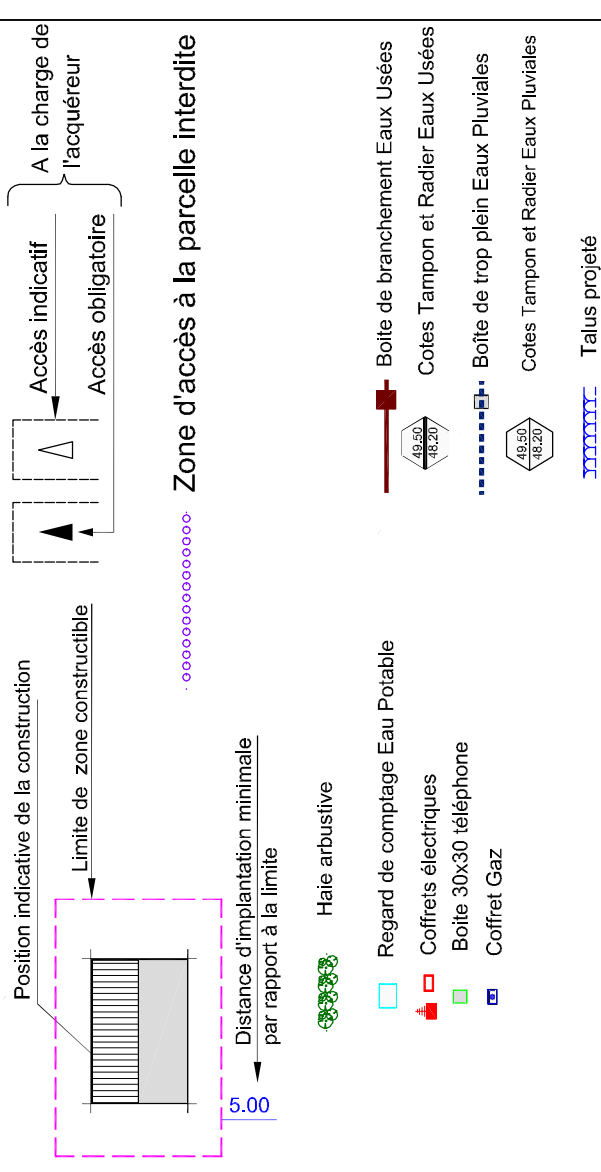 Position indicative de la construction
Limite de zone constructible
5.00
Distance d'implantation minimale
par rapport à la limite
Accès indicatif
Accès obligatoire
A la charge de
l'acquéreur
Zone d'accès à la parcelle interdite
Haie arbustive
Regard de comptage Eau Potable
Coffrets électriques
Boite 30x30 téléphone
Coffret Gaz
Boite de branchement Eaux Usées
49.50
48.20
Cotes Tampon et Radier Eaux Usées
Boîte de trop plein Eaux Pluviales
49.50
48.20
Cotes Tampon et Radier Eaux Pluviales
Talus projeté